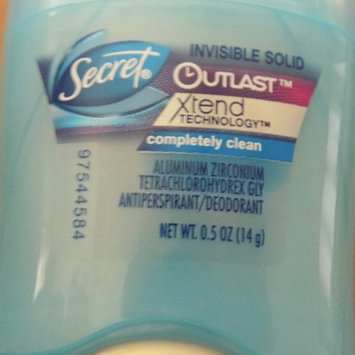 INVISIBLE SOLID
Secret®
OUTLAST™
Xtend
TECHNOLOGY™
completely clean
ALUMINUM ZIRCONIUM
TETRACHLOROHYDREX GLY
ANTIPERSPIRANT/DEODORANT
NET WT. 0.5 OZ (14 g)
97544584